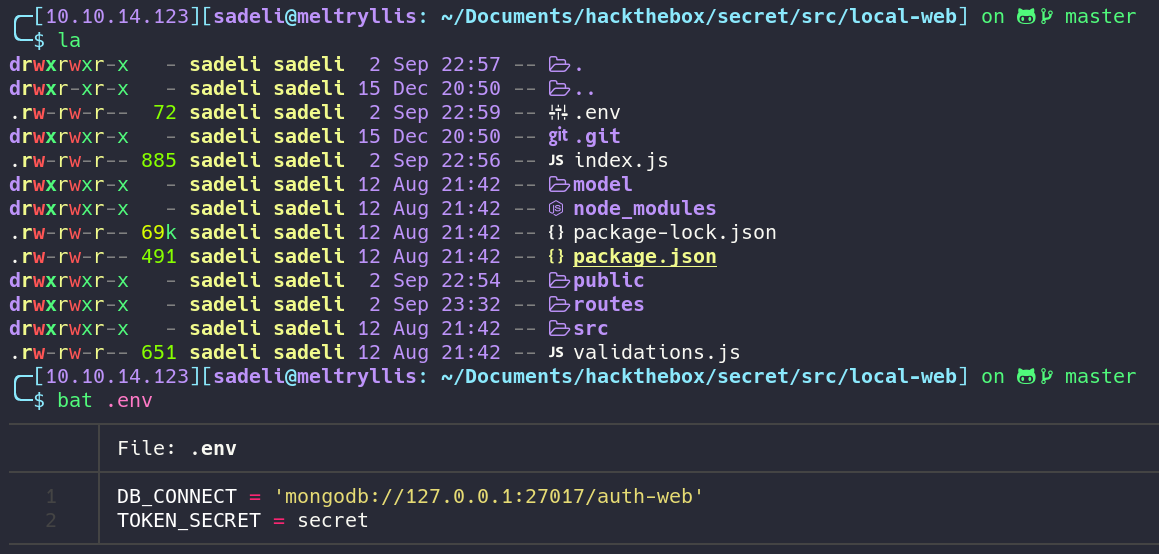 [10.10.14.123][sadeli@meltryllis: ~/Documents/hackthebox/secret/src/local-web] on master
$ la
drwxrwxr-x - sadeli sadeli 2 Sep 22:57 -- .
drwxr-xr-x - sadeli sadeli 15 Dec 20:50 -- ..
.rw-rw-r-- 72 sadeli sadeli 2 Sep 22:59 -- .env
drwxrwxr-x - sadeli sadeli 15 Dec 20:50 -- git .git
.rw-rw-r-- 885 sadeli sadeli 2 Sep 22:56 -- JS index.js
drwxrwxr-x - sadeli sadeli 12 Aug 21:42 -- model
drwxrwxr-x - sadeli sadeli 12 Aug 21:42 -- node_modules
.rw-rw-r-- 69k sadeli sadeli 12 Aug 21:42 -- {} package-lock.json
.rw-rw-r-- 491 sadeli sadeli 12 Aug 21:42 -- {} package.json
drwxrwxr-x - sadeli sadeli 2 Sep 22:54 -- public
drwxrwxr-x - sadeli sadeli 2 Sep 23:32 -- routes
drwxrwxr-x - sadeli sadeli 12 Aug 21:42 -- src
.rw-rw-r-- 651 sadeli sadeli 12 Aug 21:42 -- JS validations.js
[10.10.14.123][sadeli@meltryllis: ~/Documents/hackthebox/secret/src/local-web] on master
$ bat .env
File: .env
1 DB_CONNECT = 'mongodb://127.0.0.1:27017/auth-web'
2 TOKEN_SECRET = secret